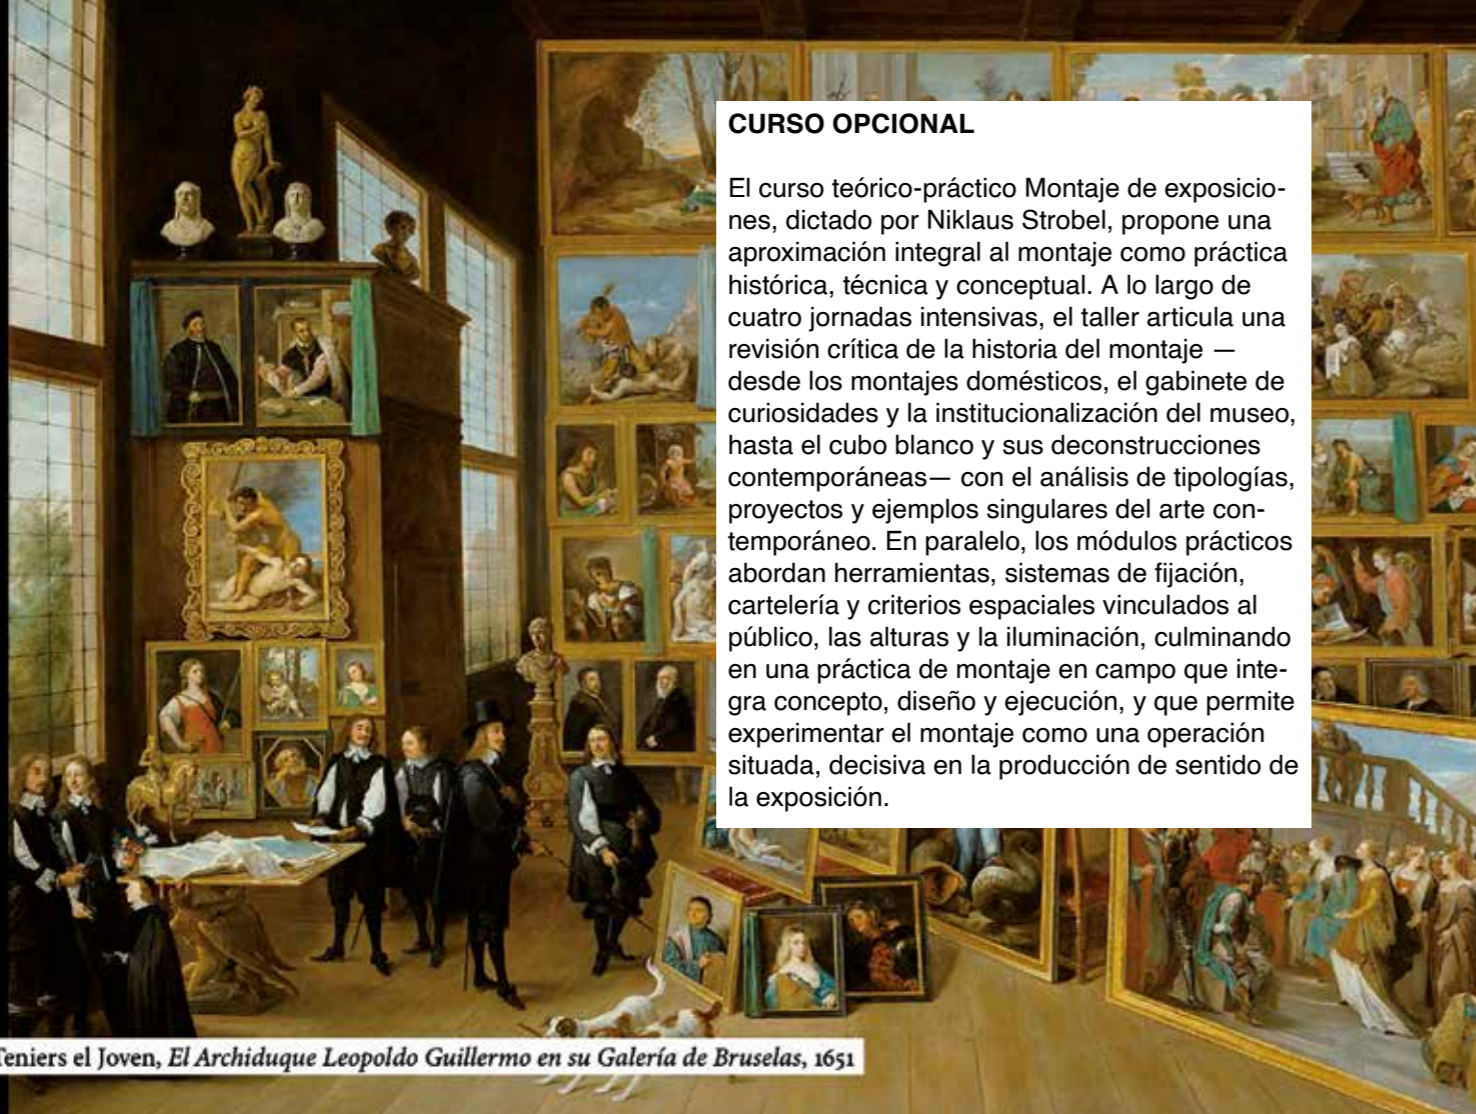 CURSO OPCIONAL
El curso teórico-práctico Montaje de exposicio-
nes, dictado por Niklaus Strobel, propone una
aproximación integral al montaje como práctica
histórica, técnica y conceptual. A lo largo de
cuatro jornadas intensivas, el taller articula una
revisión crítica de la historia del montaje —
desde los montajes domésticos, el gabinete de
curiosidades y la institucionalización del museo,
hasta el cubo blanco y sus deconstrucciones
contemporáneas— con el análisis de tipologías,
proyectos y ejemplos singulares del arte con-
temporáneo. En paralelo, los módulos prácticos
abordan herramientas, sistemas de fijación,
cartelería y criterios espaciales vinculados al
público, las alturas y la iluminación, culminando
en una práctica de montaje en campo que inte-
gra concepto, diseño y ejecución, y que permite
experimentar el montaje como una operación
situada, decisiva en la producción de sentido de
la exposición.
Teniers el Joven, El Archiduque Leopoldo Guillermo en su Galería de Bruselas, 1651